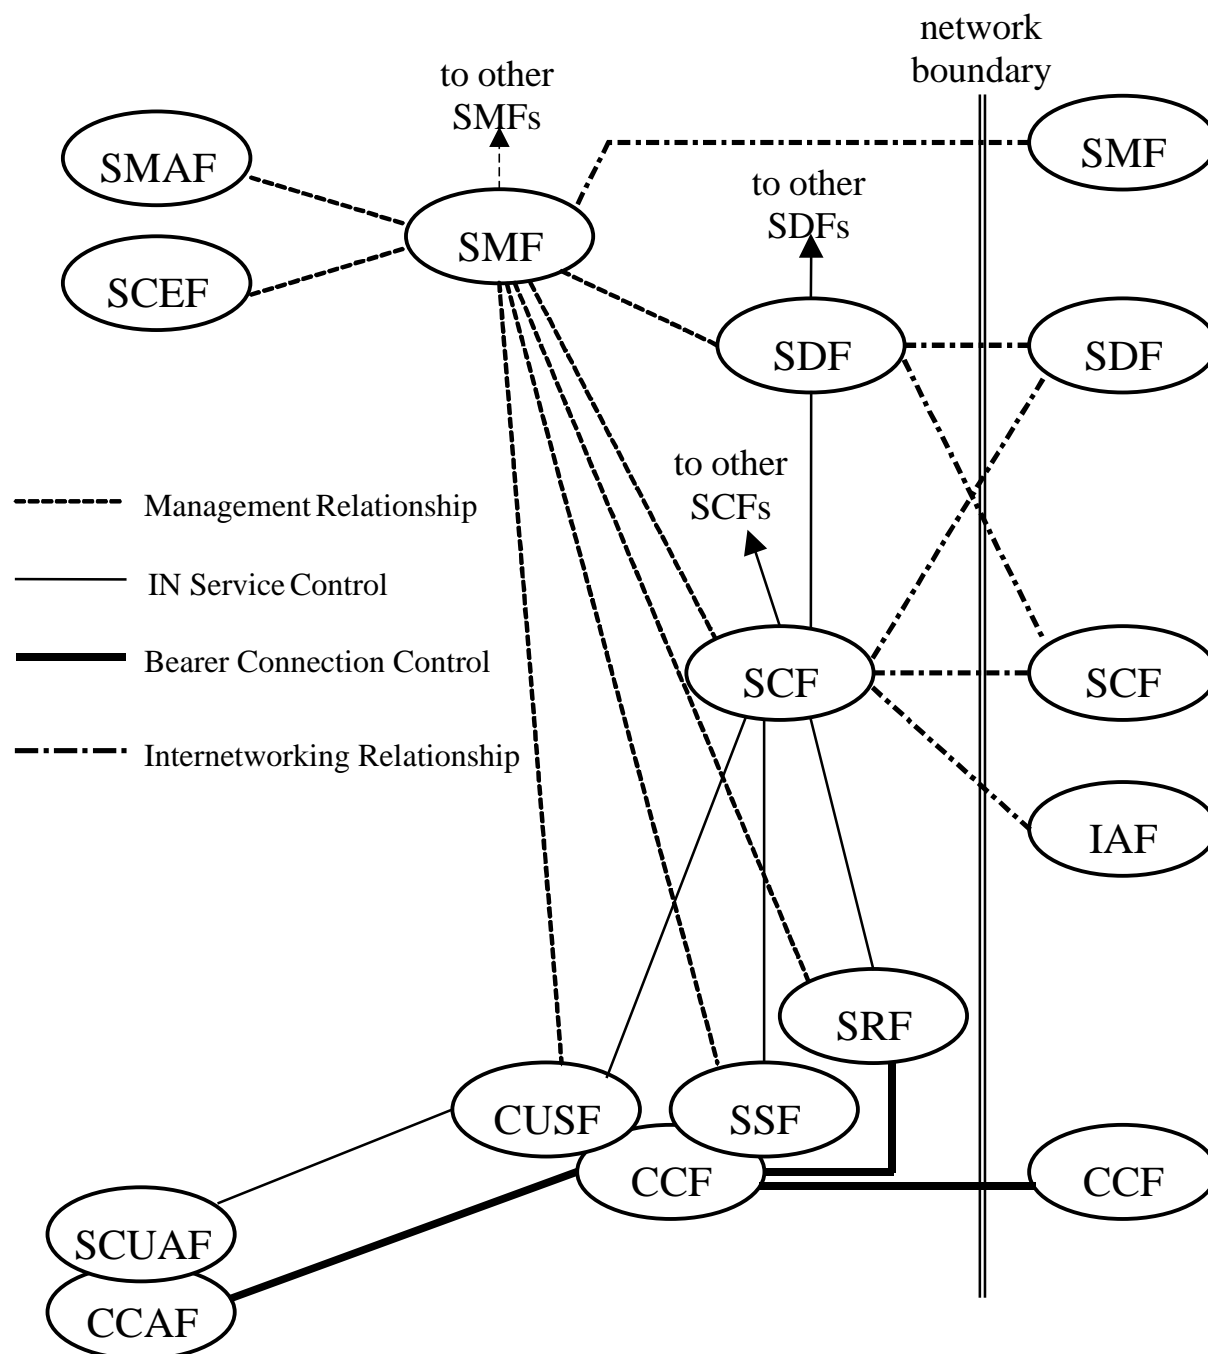 network
boundary
to other
SMFs
SMAF
SMF
SMF
to other
SDFs
SCEF
SDF
SDF
to other
SCFs
Management Relationship
IN Service Control
Bearer Connection Control
Internetworking Relationship
SCF
SCF
IAF
SRF
CUSF
SSF
CCF
CCF
SCUAF
CCAF